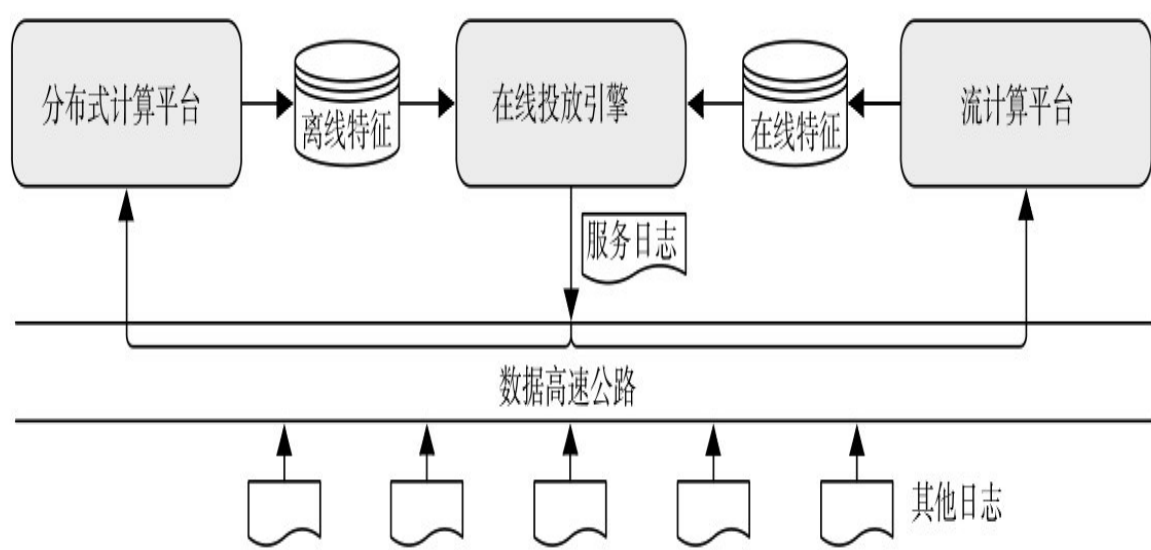 分布式计算平台
离线特征
在线投放引擎
在线特征
流计算平台
服务日志
数据高速公路
其他日志